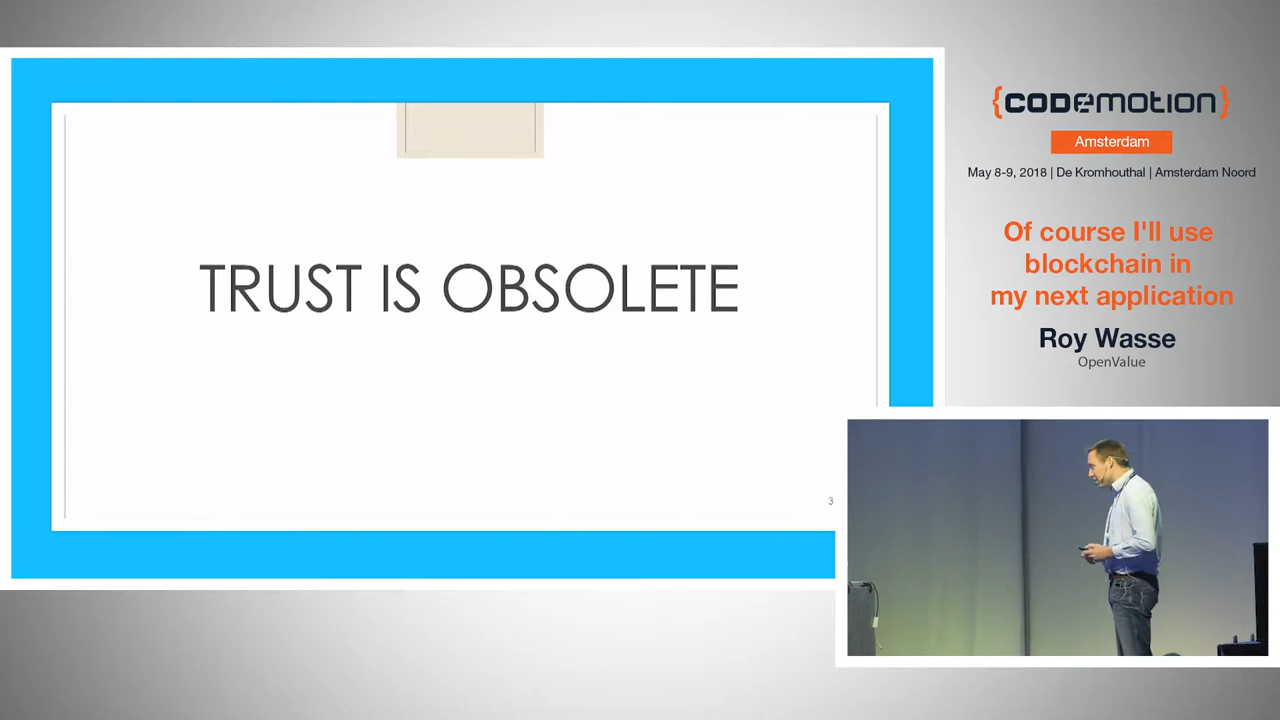 TRUST IS OBSOLETE
3
{CODEMOTION}
Amsterdam
May 8-9, 2018 | De Kromhouthal | Amsterdam Noord
Of course I'll use
blockchain in
my next application
Roy Wasse
OpenValue